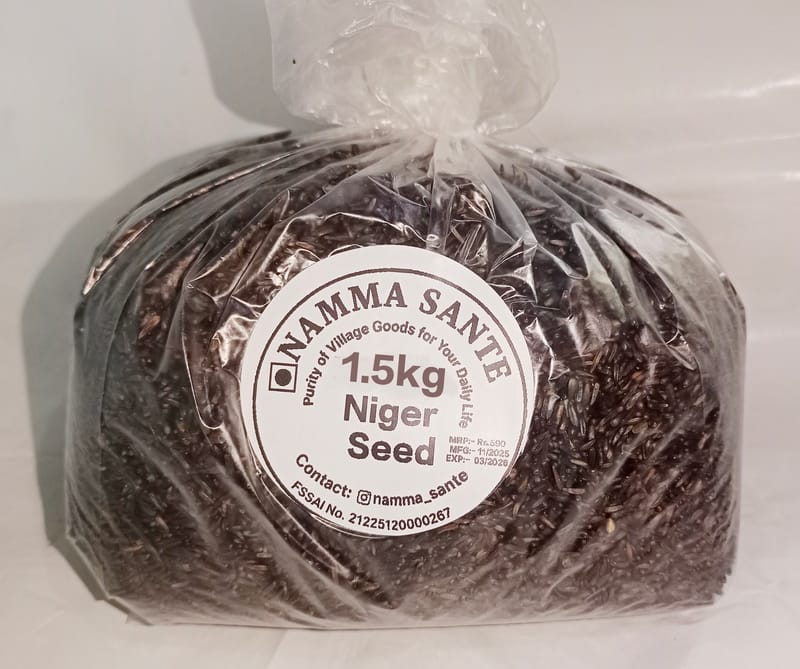 NAMMA SANTE
Purity of Village Goods for Your Daily Life
1.5kg
Niger
Seed
MRP:- Rs.590
MFG:- 11/2025
EXP:- 03/2026
Contact: namma_sante
FSSAI No. 21225120000267